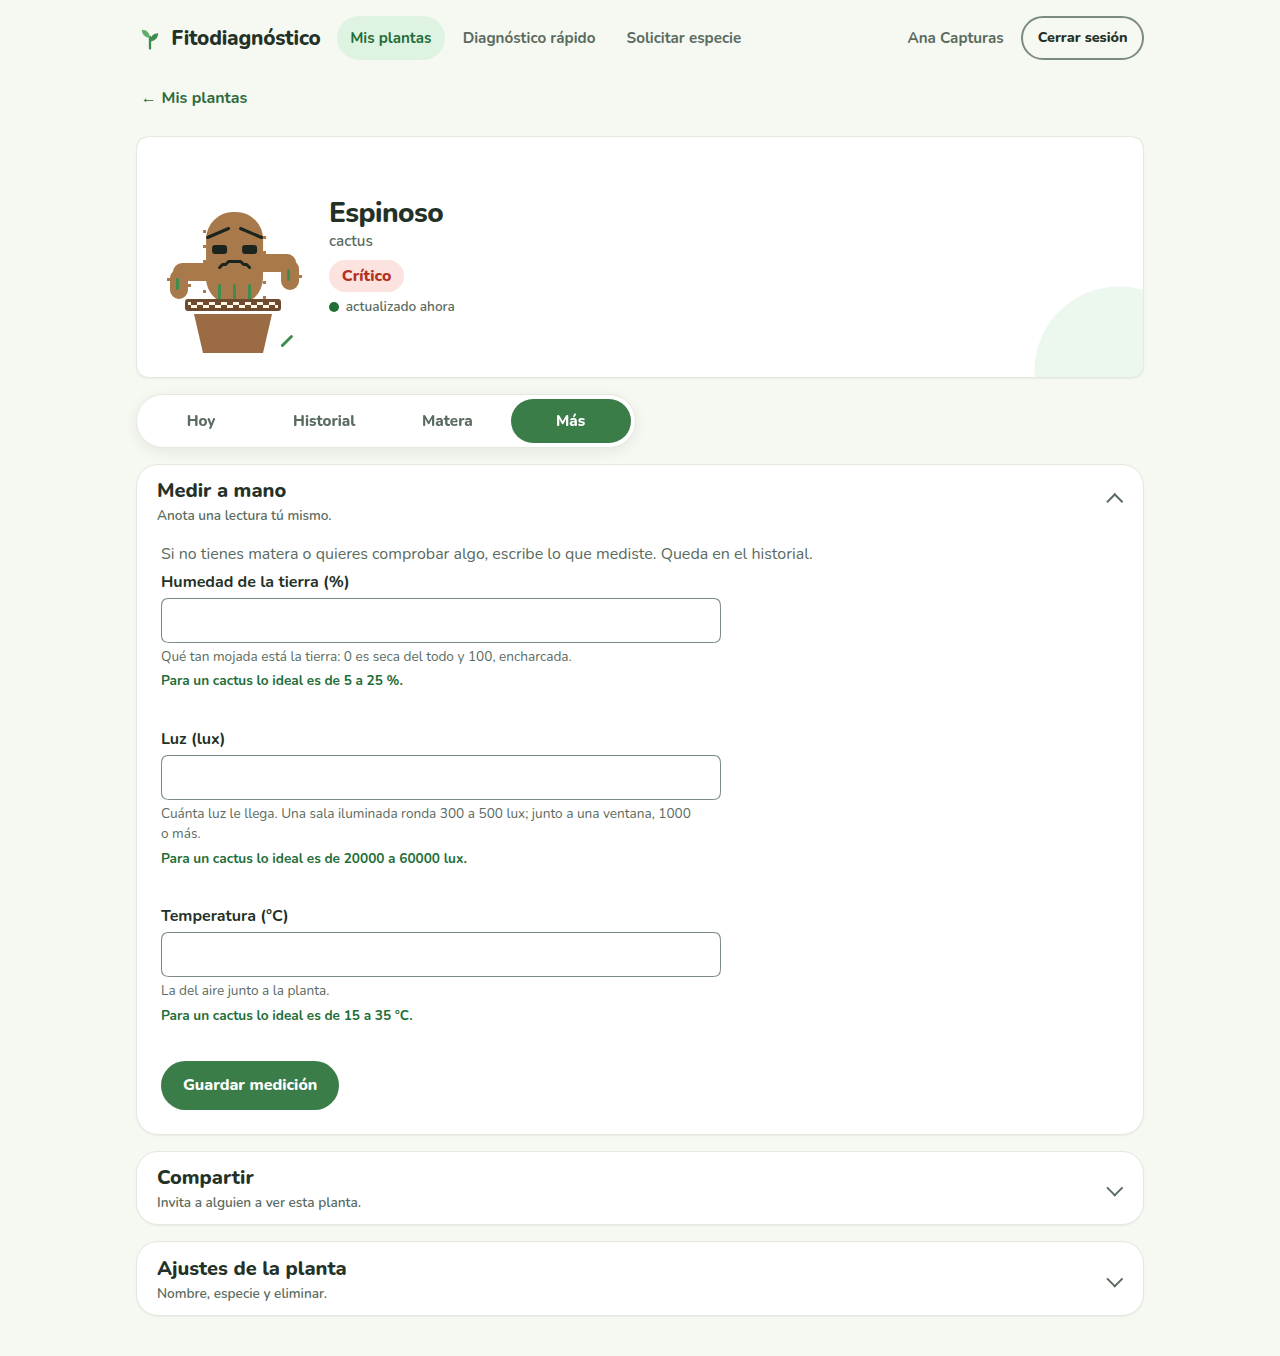 Fitodiagnóstico
Mis plantas
Diagnóstico rápido
Solicitar especie
Ana Capturas
Cerrar sesión
← Mis plantas
Espinoso
cactus
Crítico
actualizado ahora
Hoy
Historial
Matera
Más
Medir a mano
Anota una lectura tú mismo.
Si no tienes matera o quieres comprobar algo, escribe lo que mediste. Queda en el historial.
Humedad de la tierra (%)
Qué tan mojada está la tierra: 0 es seca del todo y 100, encharcada.
Para un cactus lo ideal es de 5 a 25 %.
Luz (lux)
Cuánta luz le llega. Una sala iluminada ronda 300 a 500 lux; junto a una ventana, 1000
o más.
Para un cactus lo ideal es de 20000 a 60000 lux.
Temperatura (°C)
La del aire junto a la planta.
Para un cactus lo ideal es de 15 a 35 °C.
Guardar medición
Compartir
Invita a alguien a ver esta planta.
Ajustes de la planta
Nombre, especie y eliminar.